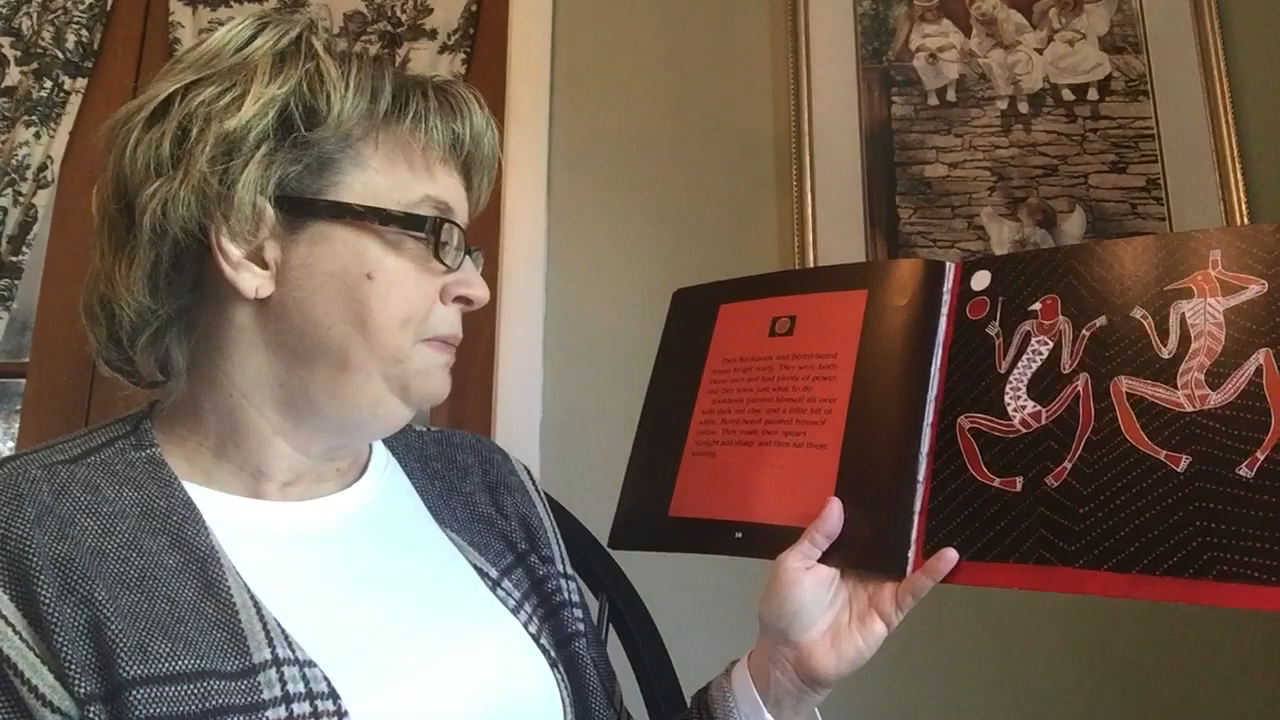 Then Bookbook and Bered-bered
began to get ready. They were both
clever men and had plenty of power,
and they knew just what to do.
Bookbook painted himself all over
with dark red clay, and a little bit of
white. Bered-bered painted himself
yellow. They made their spears
straight and sharp, and then sat there
waiting.